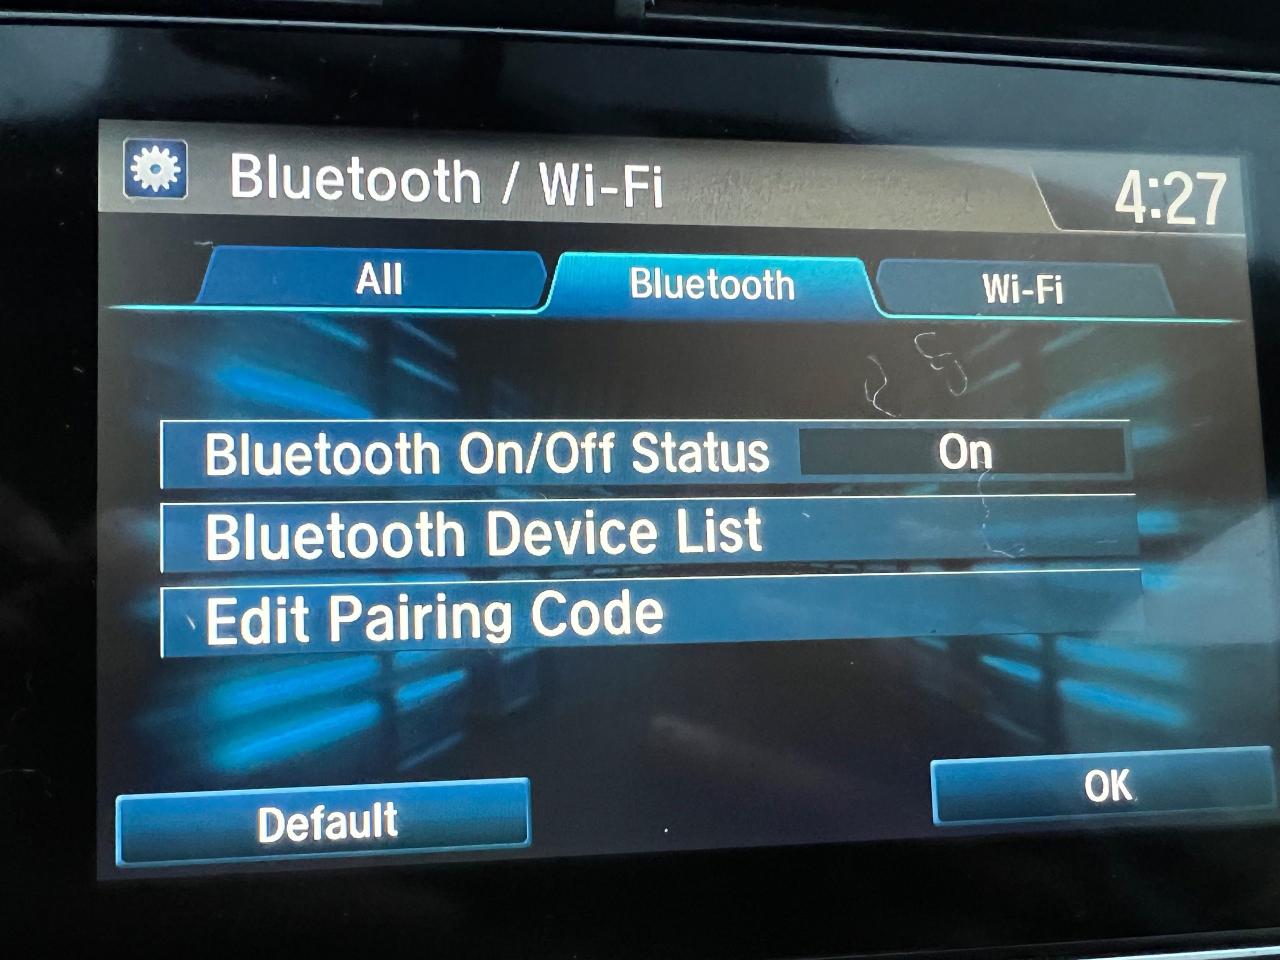 Bluetooth / Wi-Fi
4:27
All
Bluetooth
Wi-Fi
Bluetooth On/Off Status
On
Bluetooth Device List
Edit Pairing Code
Default
OK